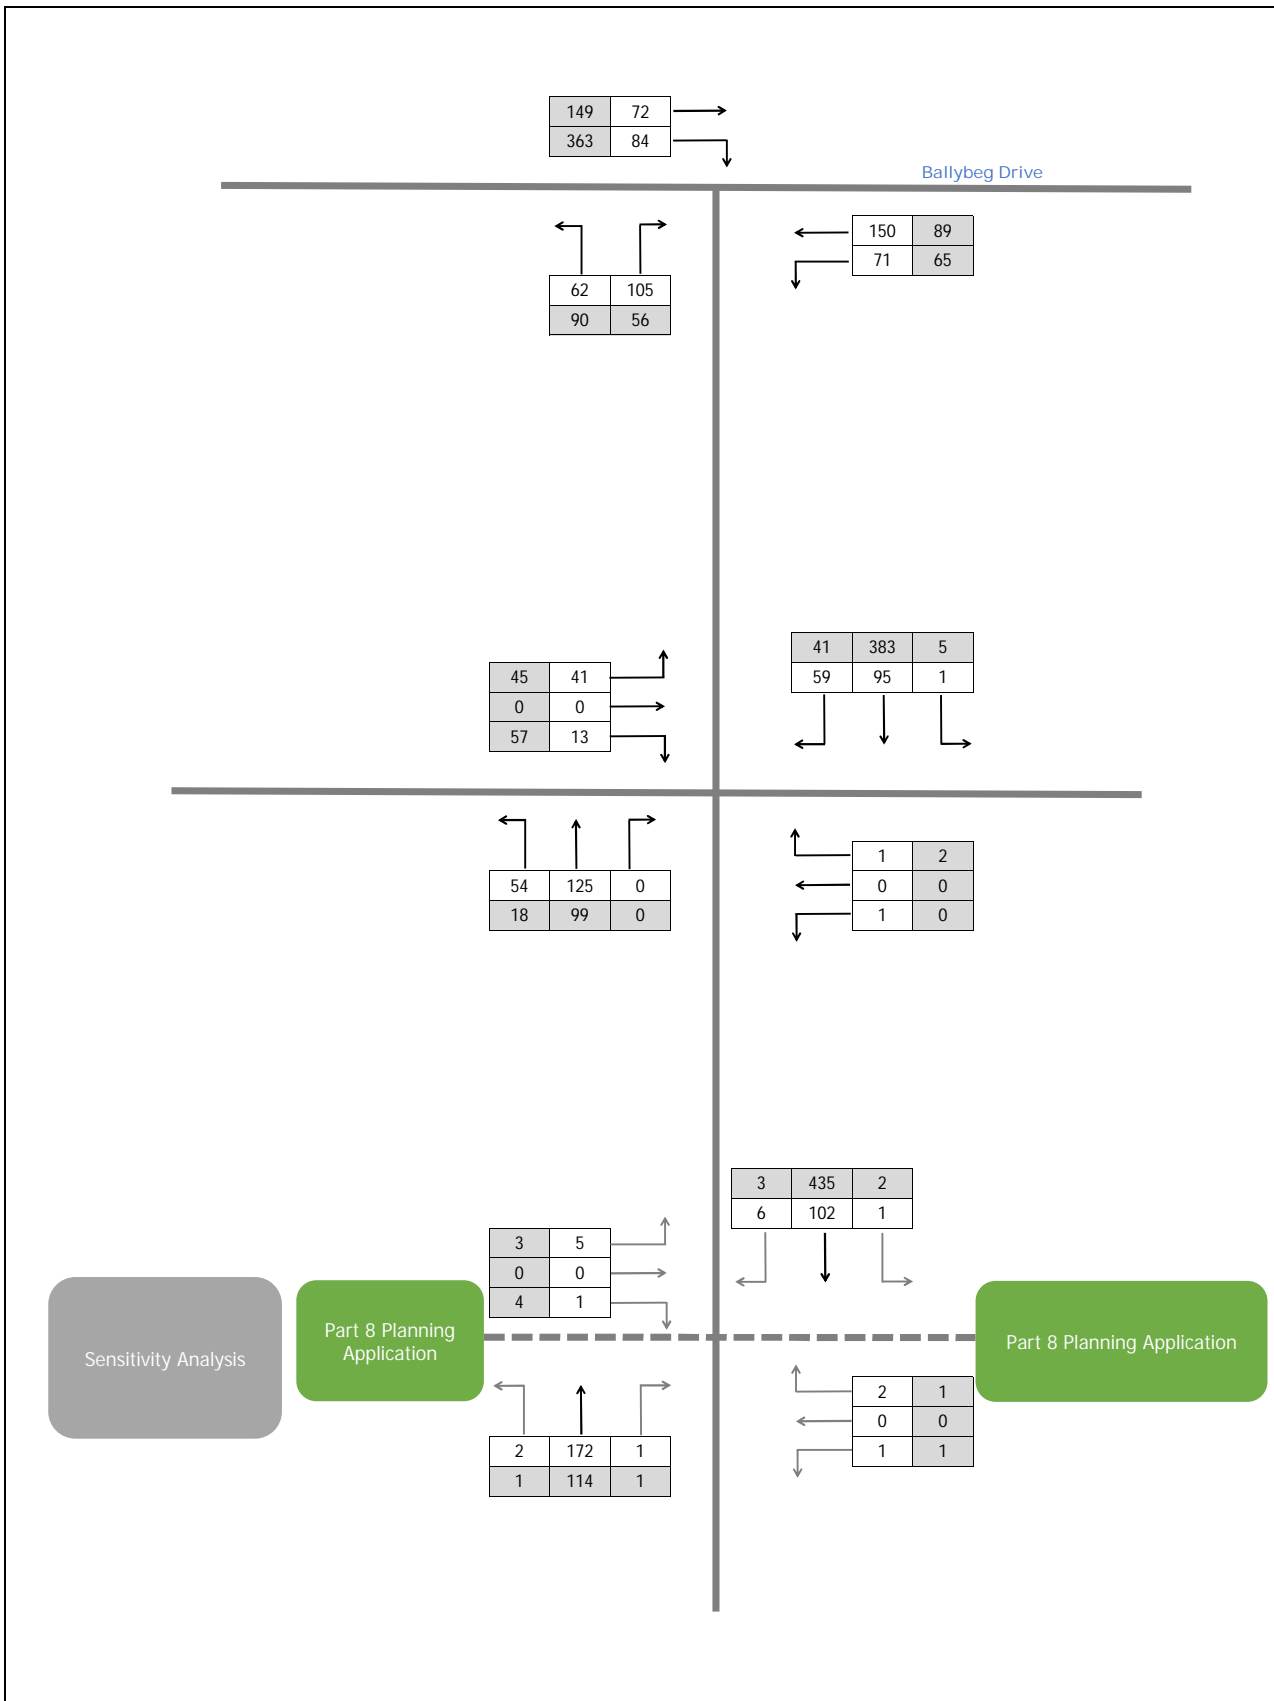 149 72
363 84
Ballybeg Drive
150 89
71 65
62 105
90 56
41 383 5
59 95 1
45 41
0 0
57 13
54 125 0
18 99 0
1 2
0 0
1 0
3 435 2
6 102 1
3 5
0 0
4 1
Sensitivity Analysis
Part 8 Planning
Application
Part 8 Planning Application
2 1
0 0
1 1
2 172 1
1 114 1